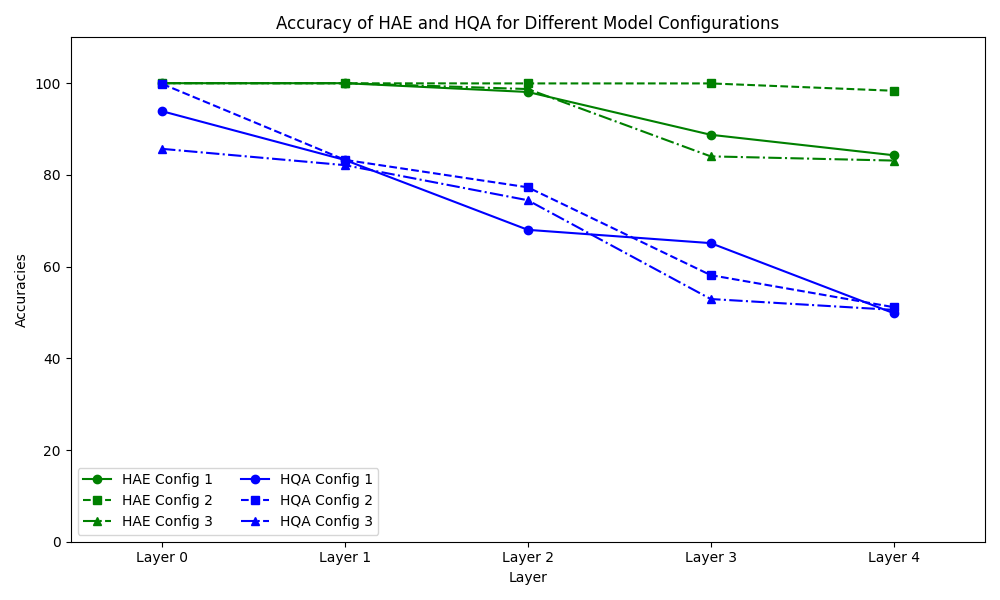 Accuracy of HAE and HQA for Different Model Configurations
Accuracies
100
80
60
40
20
0
HAE Config 1
HAE Config 2
HAE Config 3
HQA Config 1
HQA Config 2
HQA Config 3
Layer 0
Layer 1
Layer 2
Layer 3
Layer 4
Layer